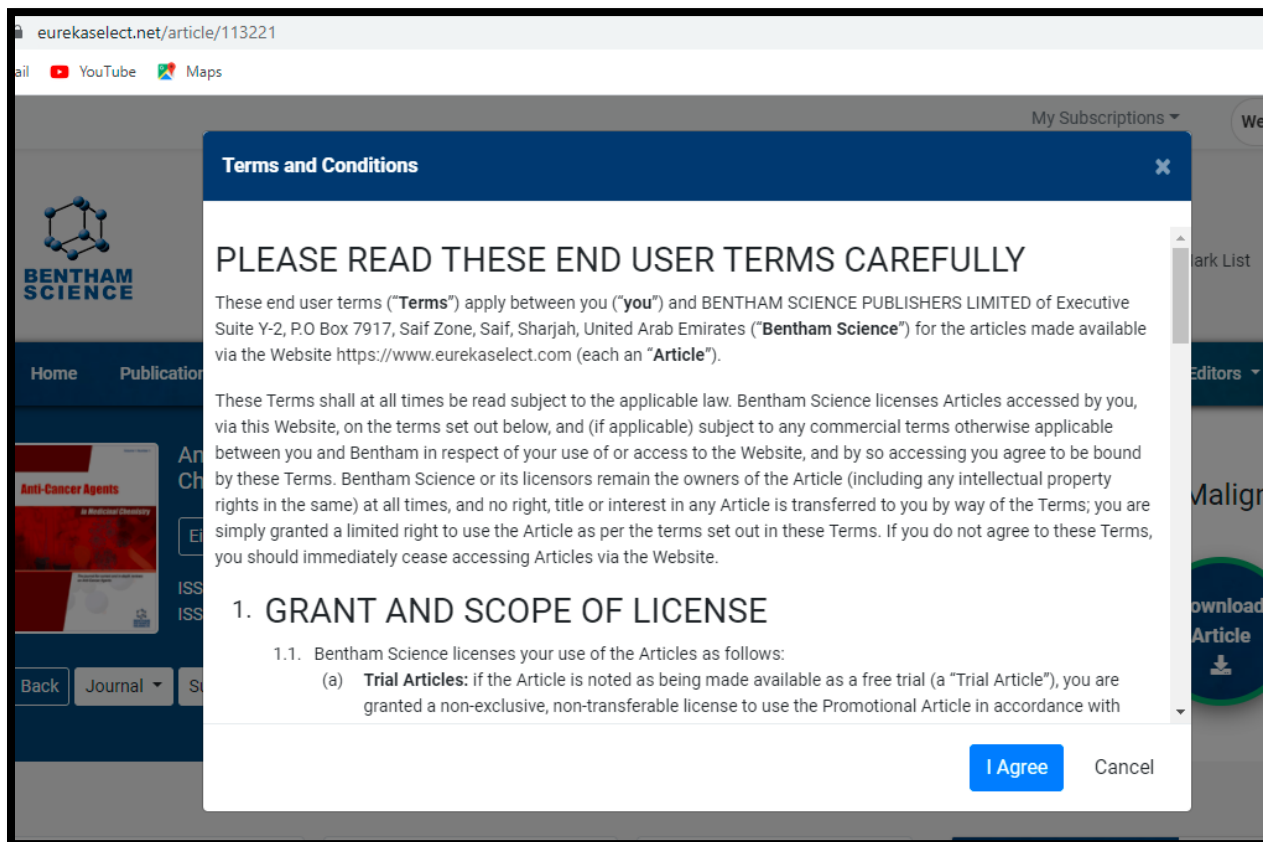 eurekaselect.net/article/113221
ail YouTube Maps
My Subscriptions
We
Terms and Conditions ×
BENTHAM
SCIENCE
ark List
PLEASE READ THESE END USER TERMS CAREFULLY
These end user terms (“Terms”) apply between you (“you”) and BENTHAM SCIENCE PUBLISHERS LIMITED of Executive
Suite Y-2, P.O Box 7917, Saif Zone, Saif, Sharjah, United Arab Emirates (“Bentham Science”) for the articles made available
via the Website https://www.eurekaselect.com (each an “Article”).
Home Publication
Editors
These Terms shall at all times be read subject to the applicable law. Bentham Science licenses Articles accessed by you,
via this Website, on the terms set out below, and (if applicable) subject to any commercial terms otherwise applicable
between you and Bentham in respect of your use of or access to the Website, and by so accessing you agree to be bound
by these Terms. Bentham Science or its licensors remain the owners of the Article (including any intellectual property
rights in the same) at all times, and no right, title or interest in any Article is transferred to you by way of the Terms; you are
simply granted a limited right to use the Article as per the terms set out in these Terms. If you do not agree to these Terms,
you should immediately cease accessing Articles via the Website.
An
Ch
Anti-Cancer Agents
in Medicinal Chemistry
Ei
ISS
ISS
Malign
1. GRANT AND SCOPE OF LICENSE
1.1. Bentham Science licenses your use of the Articles as follows:
(a) Trial Articles: if the Article is noted as being made available as a free trial (a “Trial Article”), you are
granted a non-exclusive, non-transferable license to use the Promotional Article in accordance with
ownload
Article
Back Journal Su
I Agree Cancel